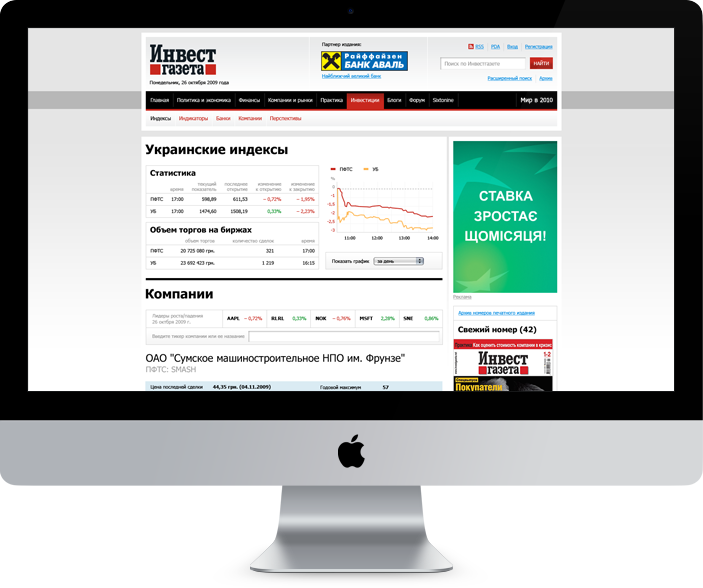 Инвест
газета
Понедельник, 26 октября 2009 года
Партнер издания:
Райффайзен
БАНК АВАЛЬ
Найближчий великий банк
RSS PDA Вход Регистрация
Поиск по Инвестгазете НАЙТИ
Расширенный поиск Архив
Главная Политика и экономика Финансы Компании и рынки Практика Инвестиции Блоги Форум Sixtonine Мир в 2010
Индексы Индикаторы Банки Компании Перспективы
Украинские индексы
Статистика
время текущий показатель последнее открытие изменение к открытию изменение к закрытию
ПФТС 17:00 598,89 611,53 – 0,72% – 1,95%
УБ 17:00 1474,60 1508,19 0,33% – 2,23%
Объем торгов на биржах
объем торгов количество сделок время
ПФТС 20 725 080 грн. 321 17:00
УБ 23 692 423 грн. 1 219 16:15
ПФТС УБ
%
0
-1
-1,5
-2
-2,5
-3
11:00 12:00 13:00 14:00
Показать график за день
СТАВКА
ЗРОСТАЄ
ЩОМІСЯЦЯ!
Реклама
Компании
Лидеры роста/падения
26 октября 2009 г.
AAPL – 0,72% RLRL 0,33% NOK – 0,76% MSFT 2,28% SNE 0,86%
Введите тикер компании или ее название
ОАО "Сумское машиностроительное НПО им. Фрунзе"
ПФТС: SMASH
Цена последней сделки 44,35 грн. (04.11.2009) Годовой максимум 57
Архив номеров печатного издания
Свежий номер (42)
Как оценить стоимость компании в кризис
Инвест
газета
1-2
Покупатели